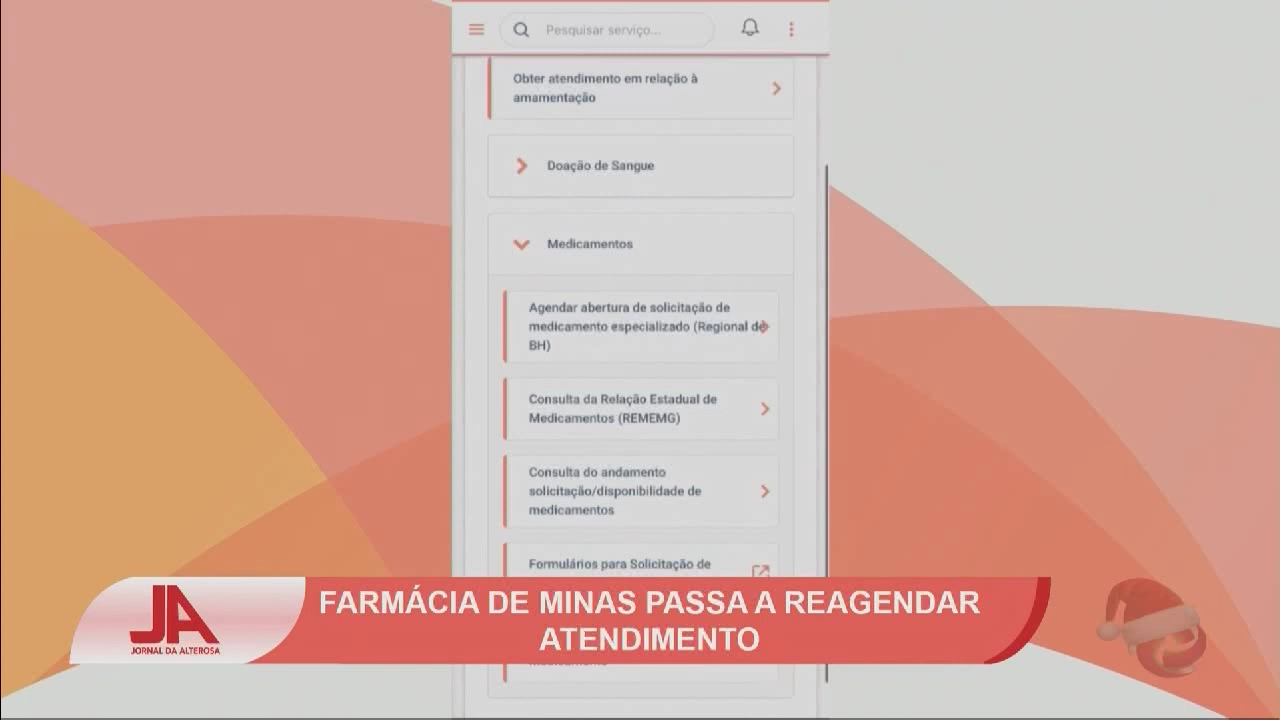 Pesquisar serviço...
Obter atendimento em relação à
amamentação
Doação de Sangue
Medicamentos
Agendar abertura de solicitação de
medicamento especializado (Regional de
BH)
Consulta da Relação Estadual de
Medicamentos (REMEMG)
Consulta do andamento
solicitação/disponibilidade de
medicamentos
Formulários para Solicitação de
JA
JORNAL DA ALTEROSA
FARMÁCIA DE MINAS PASSA A REAGENDAR
ATENDIMENTO